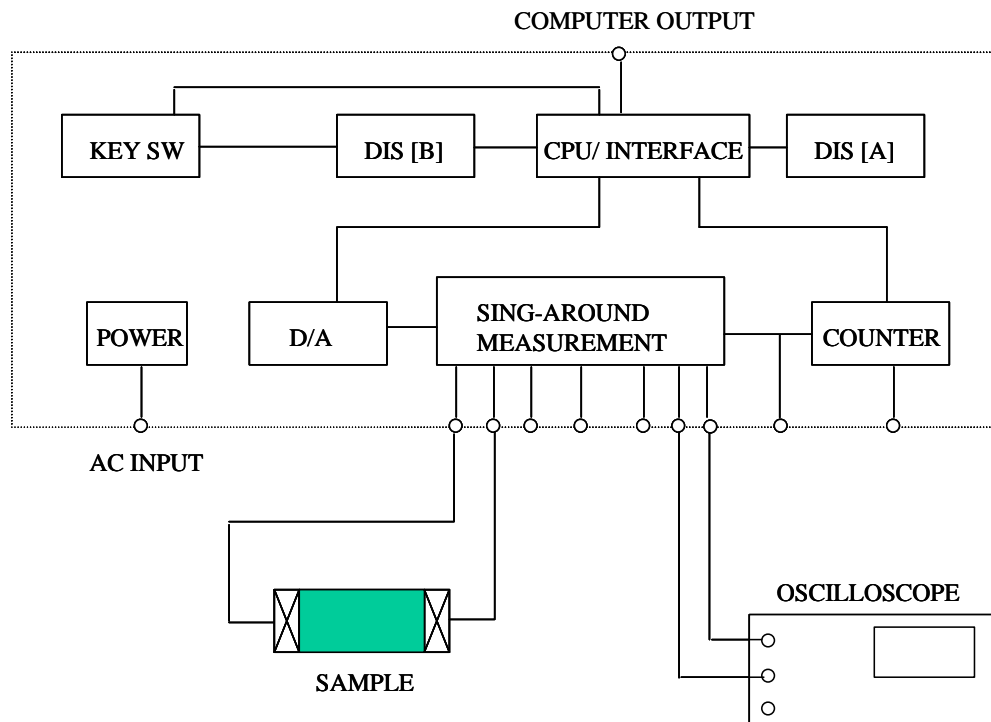 COMPUTER OUTPUT
KEY SW
DIS [B]
CPU/ INTERFACE
DIS [A]
POWER
D/A
SING-AROUND
MEASUREMENT
COUNTER
AC INPUT
OSCILLOSCOPE
SAMPLE